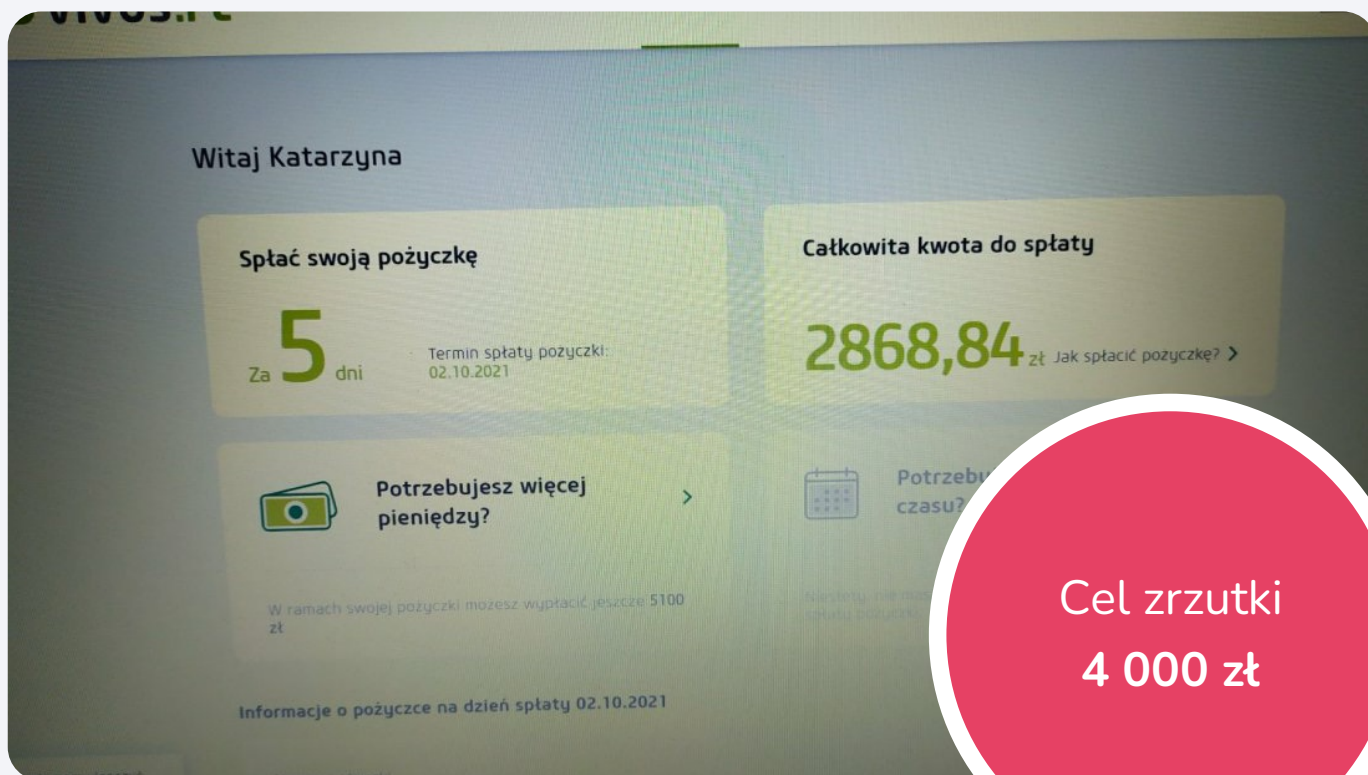 Witaj Katarzyna
Spłać swoją pożyczkę
Za 5 dni
Termin spłaty pożyczki:
02.10.2021
Całkowita kwota do spłaty
2868,84 zł Jak spłacić pożyczkę?
Potrzebujesz więcej
pieniędzy?
W ramach swojej pożyczki możesz wypłacić jeszcze 5100
zł
czasu?
Informacje o pożyczce na dzień spłaty 02.10.2021
Cel zrzutki
4 000 zł